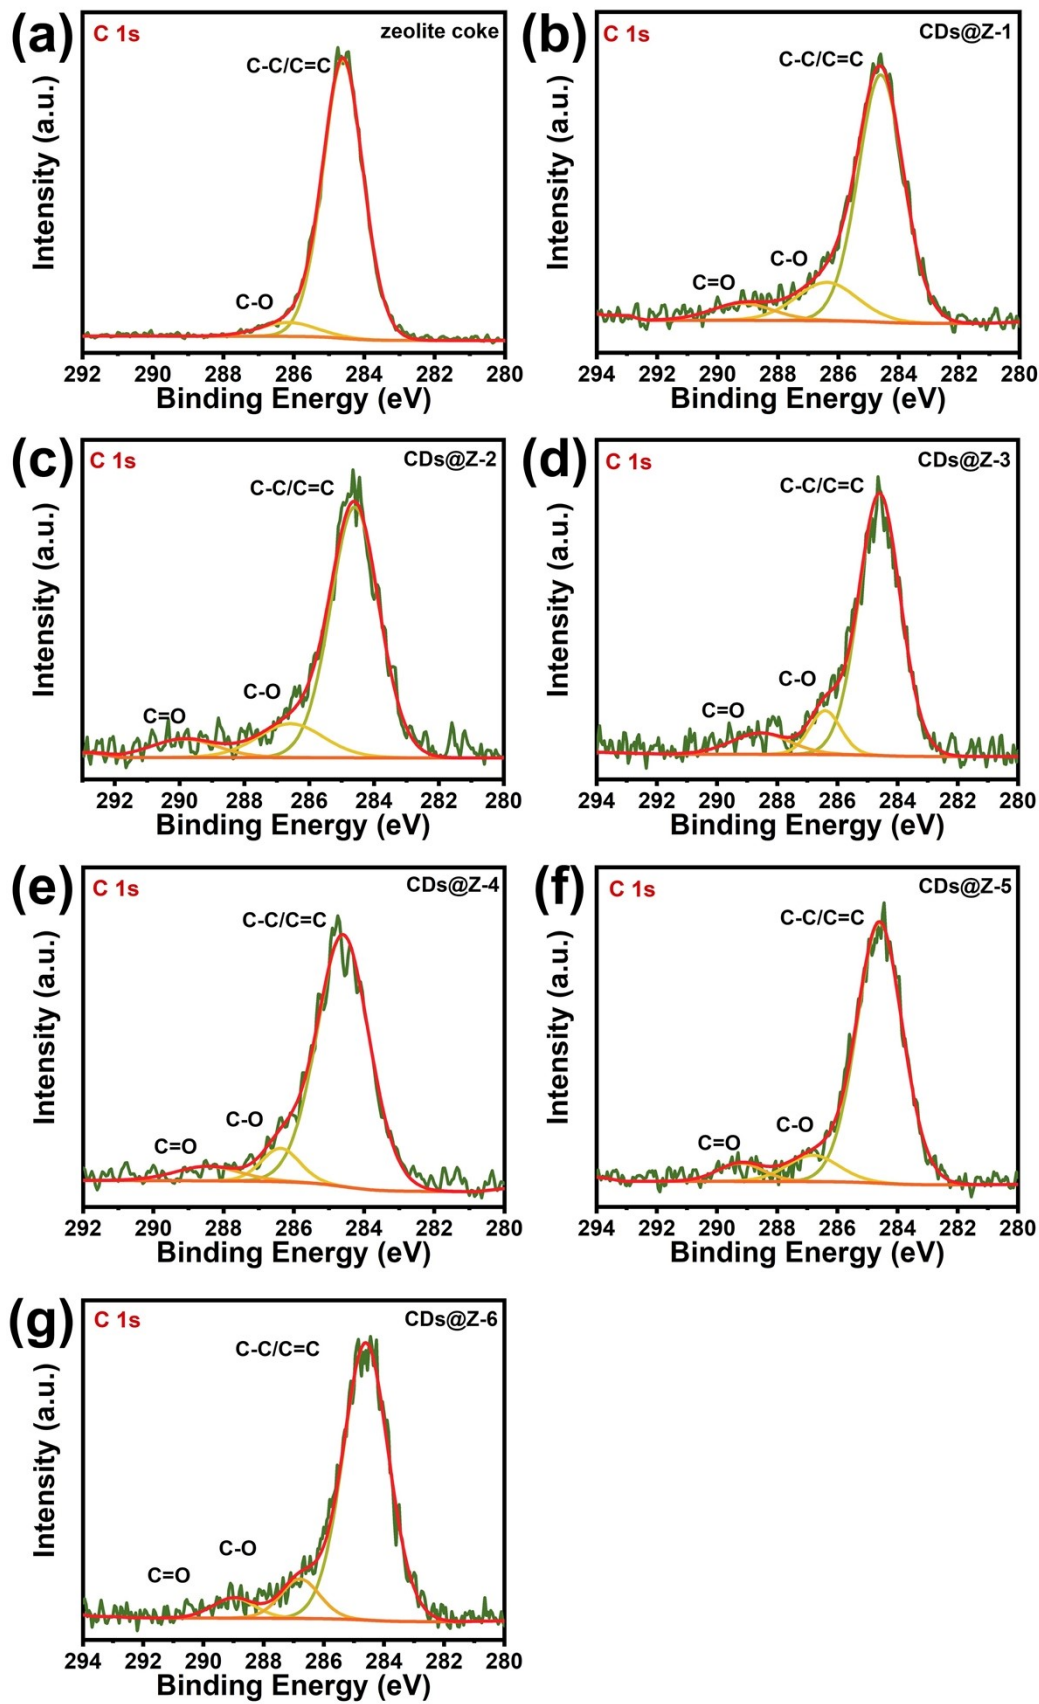 (a)
C 1s
zeolite coke
C-C/C=C
C-O
Intensity (a.u.)
292 290 288 286 284 282 280
Binding Energy (eV)
(b)
C 1s
CDs@Z-1
C-C/C=C
C-O
C=O
Intensity (a.u.)
294 292 290 288 286 284 282 280
Binding Energy (eV)
(c)
C 1s
CDs@Z-2
C-C/C=C
C-O
C=O
Intensity (a.u.)
292 290 288 286 284 282 280
Binding Energy (eV)
(d)
C 1s
CDs@Z-3
C-C/C=C
C-O
C=O
Intensity (a.u.)
294 292 290 288 286 284 282 280
Binding Energy (eV)
(e)
C 1s
CDs@Z-4
C-C/C=C
C-O
C=O
Intensity (a.u.)
292 290 288 286 284 282 280
Binding Energy (eV)
(f)
C 1s
CDs@Z-5
C-C/C=C
C-O
C=O
Intensity (a.u.)
294 292 290 288 286 284 282 280
Binding Energy (eV)
(g)
C 1s
CDs@Z-6
C-C/C=C
C-O
C=O
Intensity (a.u.)
294 292 290 288 286 284 282 280
Binding Energy (eV)